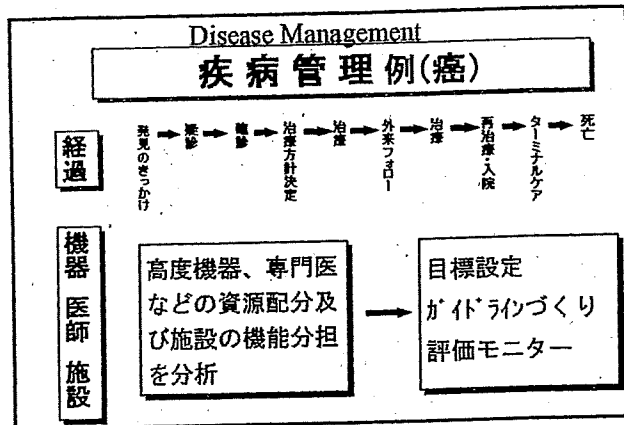 Disease Management
疾病管理例(癌)
経過
発見のきっかけ
疑診
確診
治療方針決定
治療
外来フォロー
治療
再治療・入院
ターミナルケア
死亡
機器 医師 施設
高度機器、専門医
などの資源配分及
び施設の機能分担
を分析
目標設定
ガイドラインづくり
評価モニター